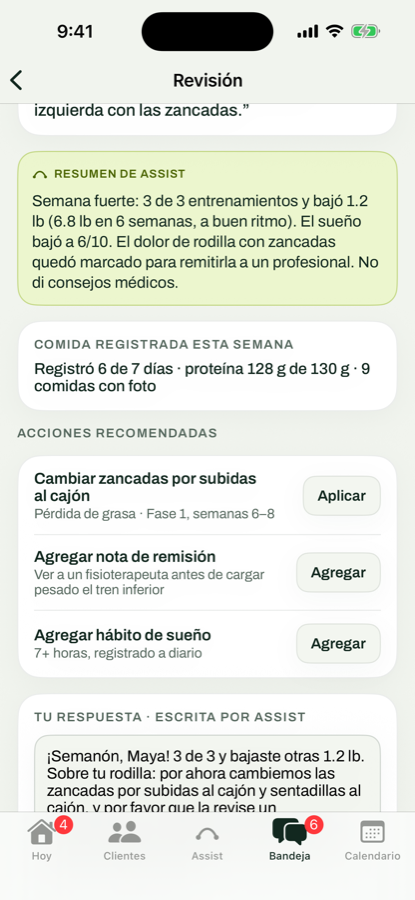 9:41
Revisión
izquierda con las zancadas.”
RESUMEN DE ASSIST
Semana fuerte: 3 de 3 entrenamientos y bajó 1.2
lb (6.8 lb en 6 semanas, a buen ritmo). El sueño
bajó a 6/10. El dolor de rodilla con zancadas
quedó marcado para remitirla a un profesional. No
di consejos médicos.
COMIDA REGISTRADA ESTA SEMANA
Registró 6 de 7 días · proteína 128 g de 130 g · 9
comidas con foto
ACCIONES RECOMENDADAS
Cambiar zancadas por subidas
al cajón
Pérdida de grasa · Fase 1, semanas 6–8
Aplicar
Agregar nota de remisión
Ver a un fisioterapeuta antes de cargar
pesado el tren inferior
Agregar
Agregar hábito de sueño
7+ horas, registrado a diario
Agregar
TU RESPUESTA · ESCRITA POR ASSIST
¡Semanón, Maya! 3 de 3 y bajaste otras 1.2 lb.
Sobre tu rodilla: por ahora cambiemos las
zancadas por subidas al cajón y sentadillas al
cajón, y por favor que la revise un
4
6
Hoy
Clientes
Assist
Bandeja
Calendario